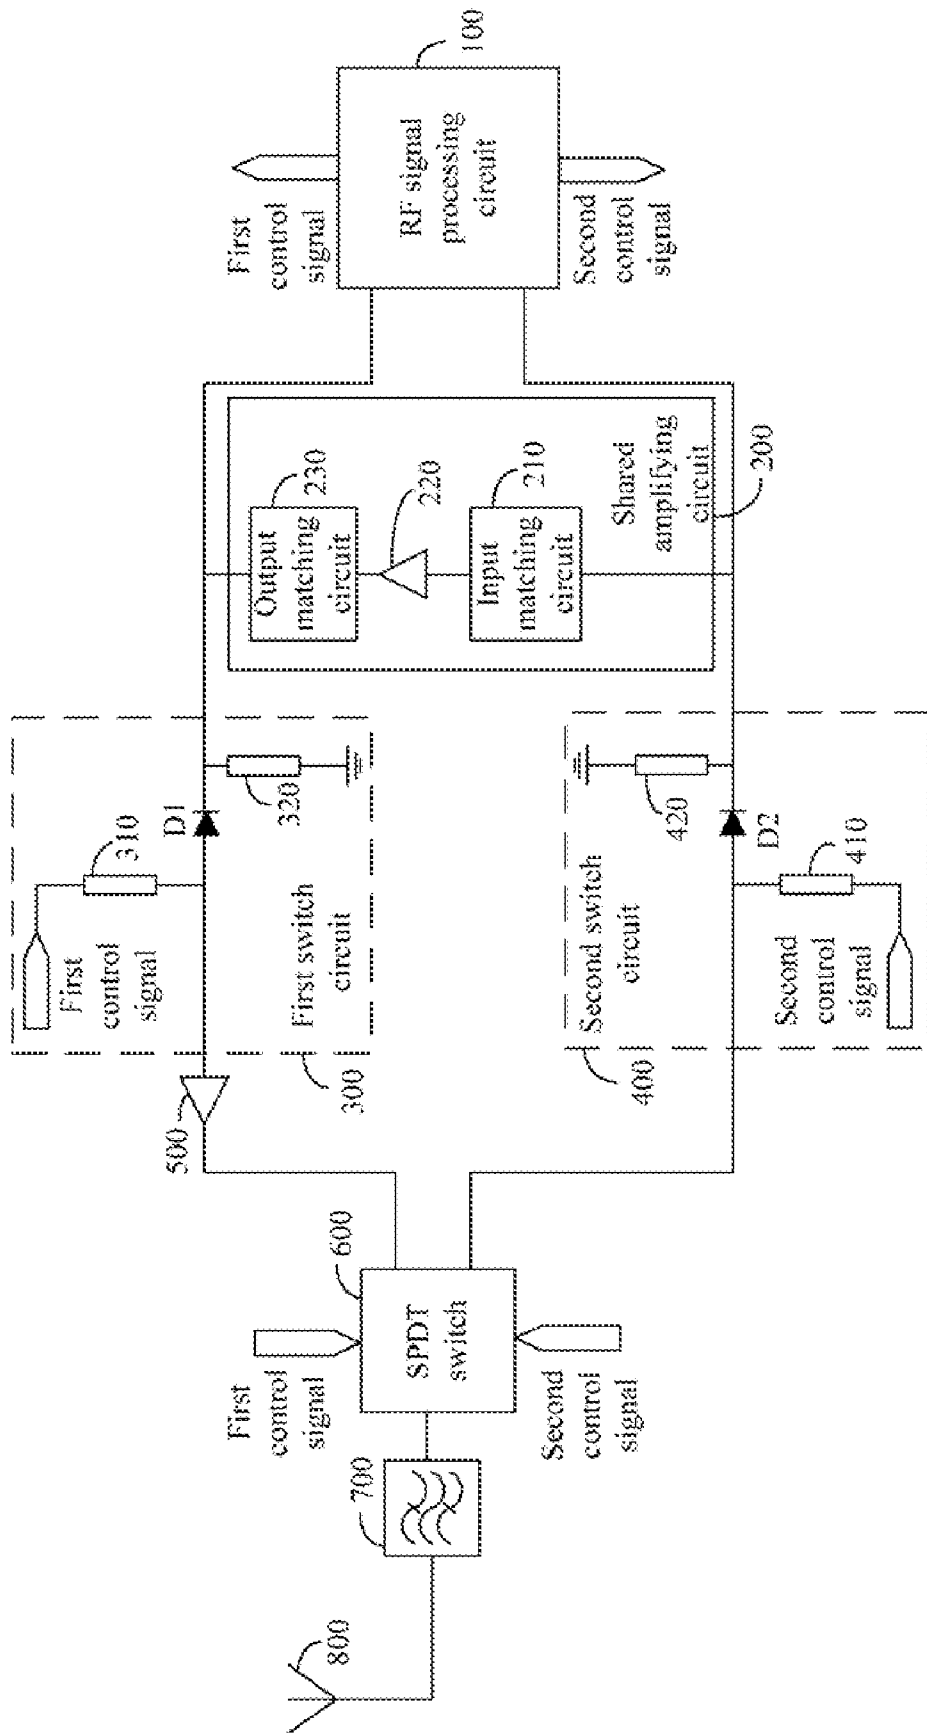 800
700
First
control
signal
600
SPDT
switch
Second
control
signal
500
First
control
signal
310
D1
320
First switch
circuit
300
Second switch
circuit
400
420
D2
410
Second
control
signal
Output
matching
circuit
230
220
Input
matching
circuit
210
Shared
amplifying
circuit
200
First
control
signal
RF signal
processing
circuit
100
Second
control
signal